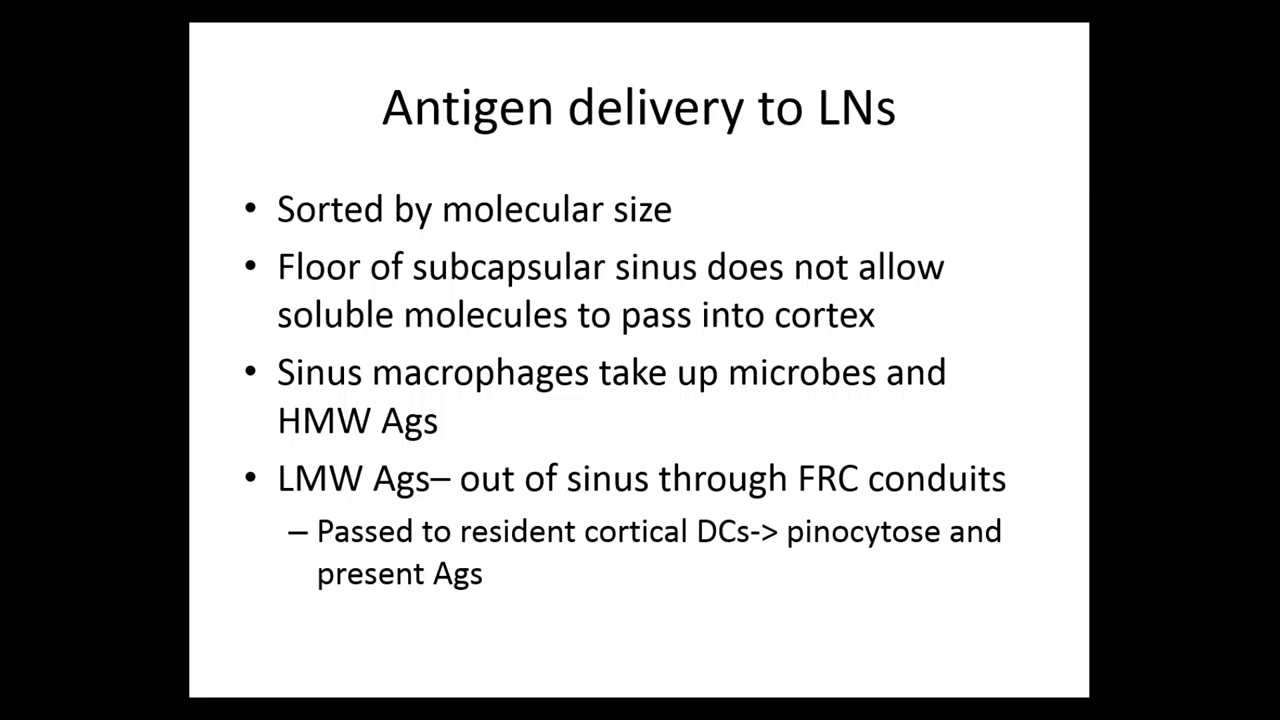 Antigen delivery to LNs
• Sorted by molecular size
• Floor of subcapsular sinus does not allow
soluble molecules to pass into cortex
• Sinus macrophages take up microbes and
HMW Ags
• LMW Ags– out of sinus through FRC conduits
– Passed to resident cortical DCs-> pinocytose and
present Ags